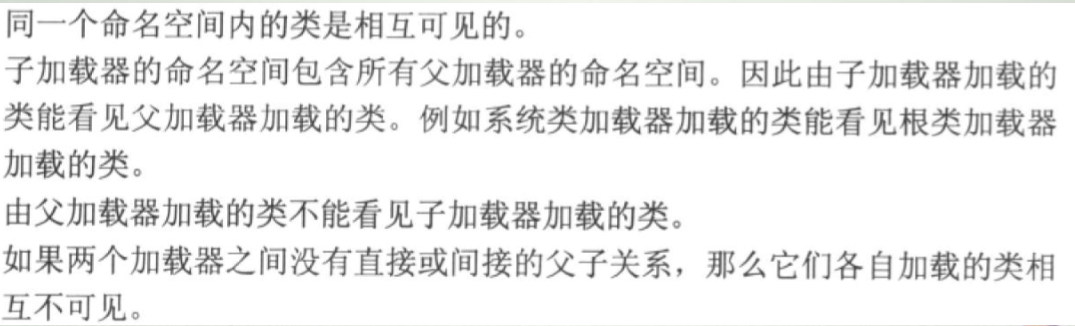 同一个命名空间内的类是相互可见的。
子加载器的命名空间包含所有父加载器的命名空间。因此由子加载器加载的
类能看见父加载器加载的类。例如系统类加载器加载的类能看见根类加载器
加载的类。
由父加载器加载的类不能看见子加载器加载的类。
如果两个加载器之间没有直接或间接的父子关系，那么它们各自加载的类相
互不可见。